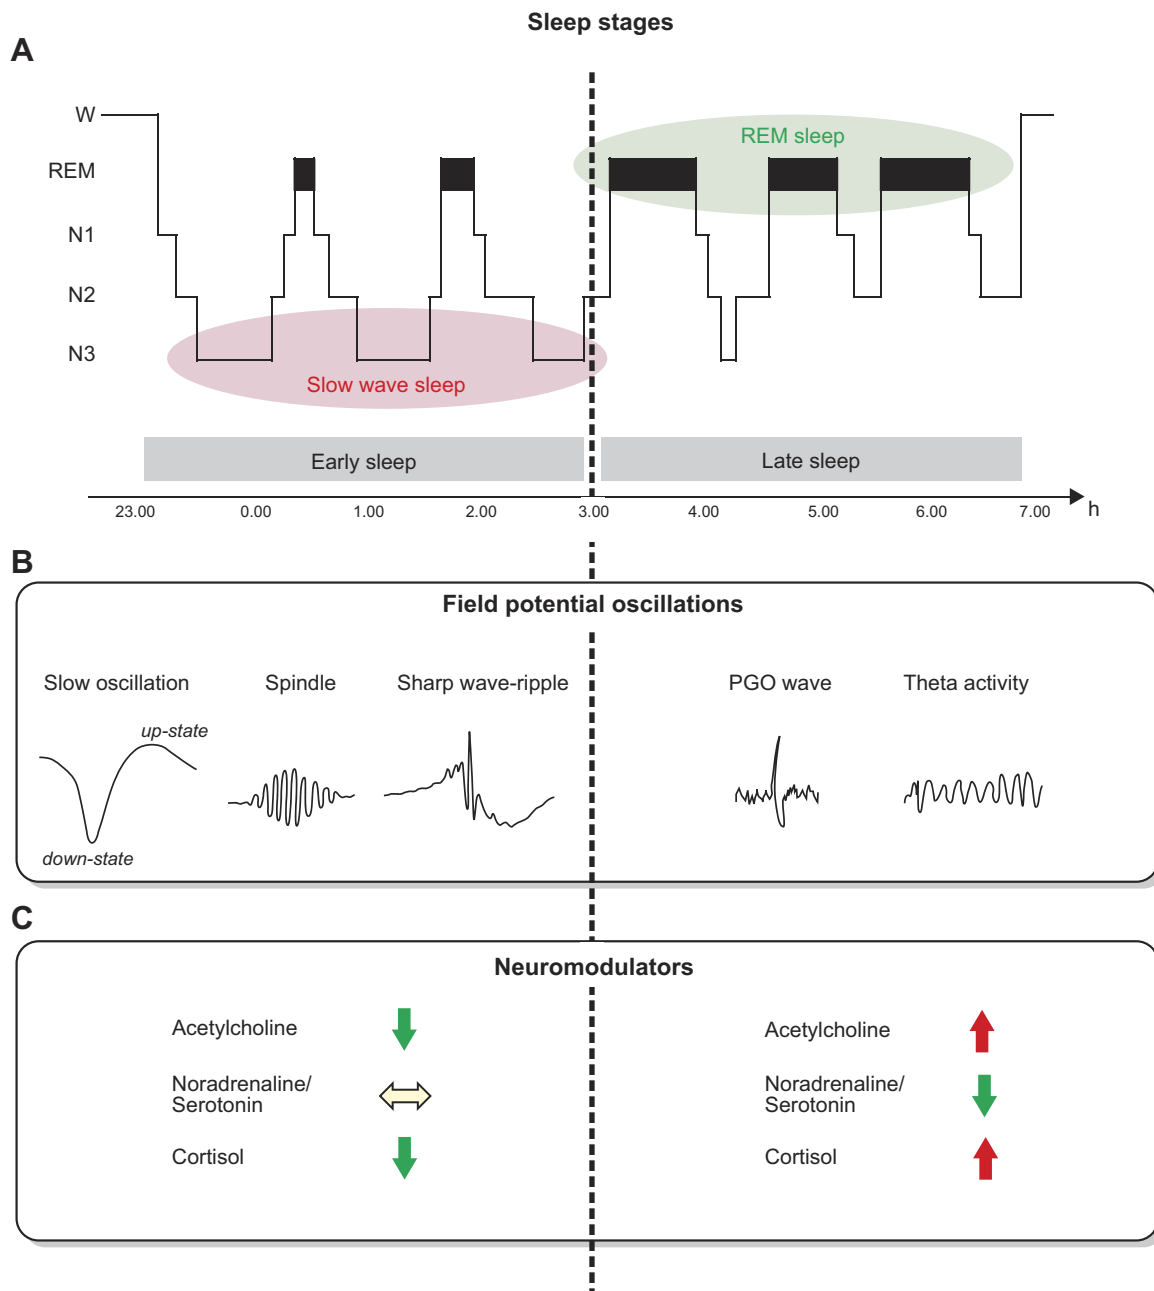 Sleep stages
A
W
REM
N1
N2
N3
REM sleep
Slow wave sleep
Early sleep
Late sleep
23.00 0.00 1.00 2.00 3.00 4.00 5.00 6.00 7.00 h
B
Field potential oscillations
Slow oscillation Spindle Sharp wave-ripple PGO wave Theta activity
up-state
down-state
C
Neuromodulators
Acetylcholine
Noradrenaline/
Serotonin
Cortisol
Acetylcholine
Noradrenaline/
Serotonin
Cortisol